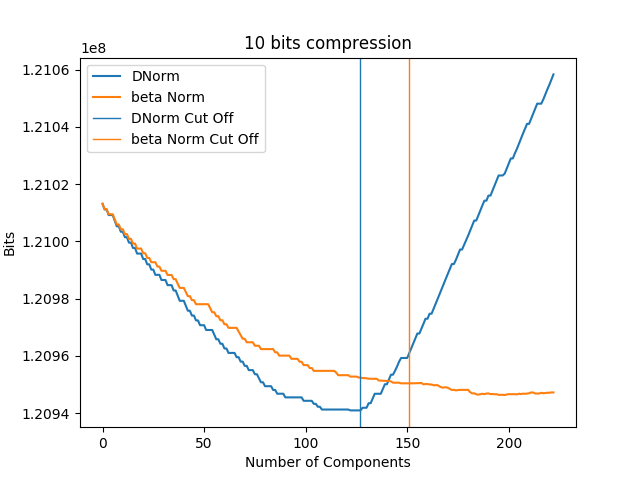 10 bits compression
1e8
1.2106
1.2104
1.2102
1.2100
1.2098
1.2096
1.2094
Bits
DNorm
beta Norm
DNorm Cut Off
beta Norm Cut Off
0
50
100
150
200
Number of Components